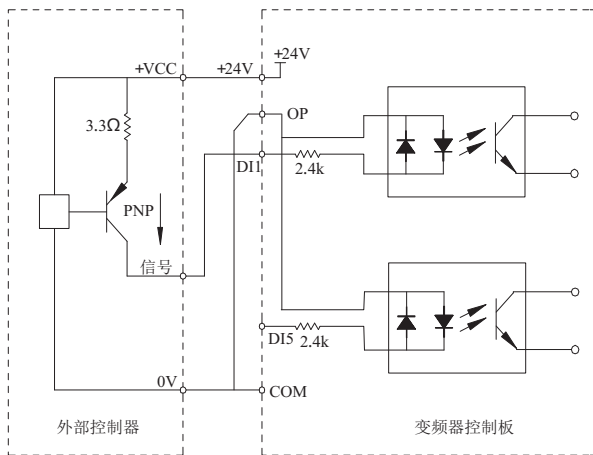 +24V
+VCC
+24V
OP
3.3Ω
DI1
2.4k
PNP
信号
DI5
2.4k
0V
COM
外部控制器
变频器控制板